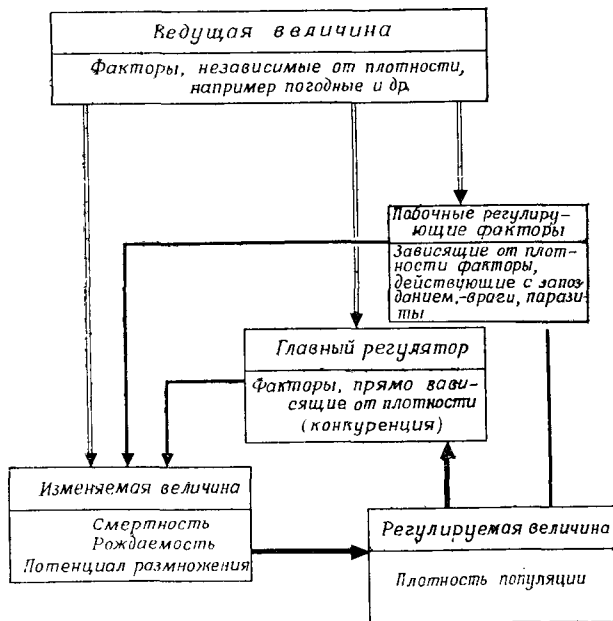 Ведущая величина
Факторы, независимые от плотности,
например погодные и др.
Побочные регулиру-
ющие факторы
Зависящие от плот-
ности факторы,
действующие с запоз-
данием,-враги, парази-
ты
Главный регулятор
Факторы, прямо зави-
сящие от плотности
(конкуренция)
Изменяемая величина
Смертность
Рождаемость
Потенциал размножения
Регулируемая величина
Плотность популяции